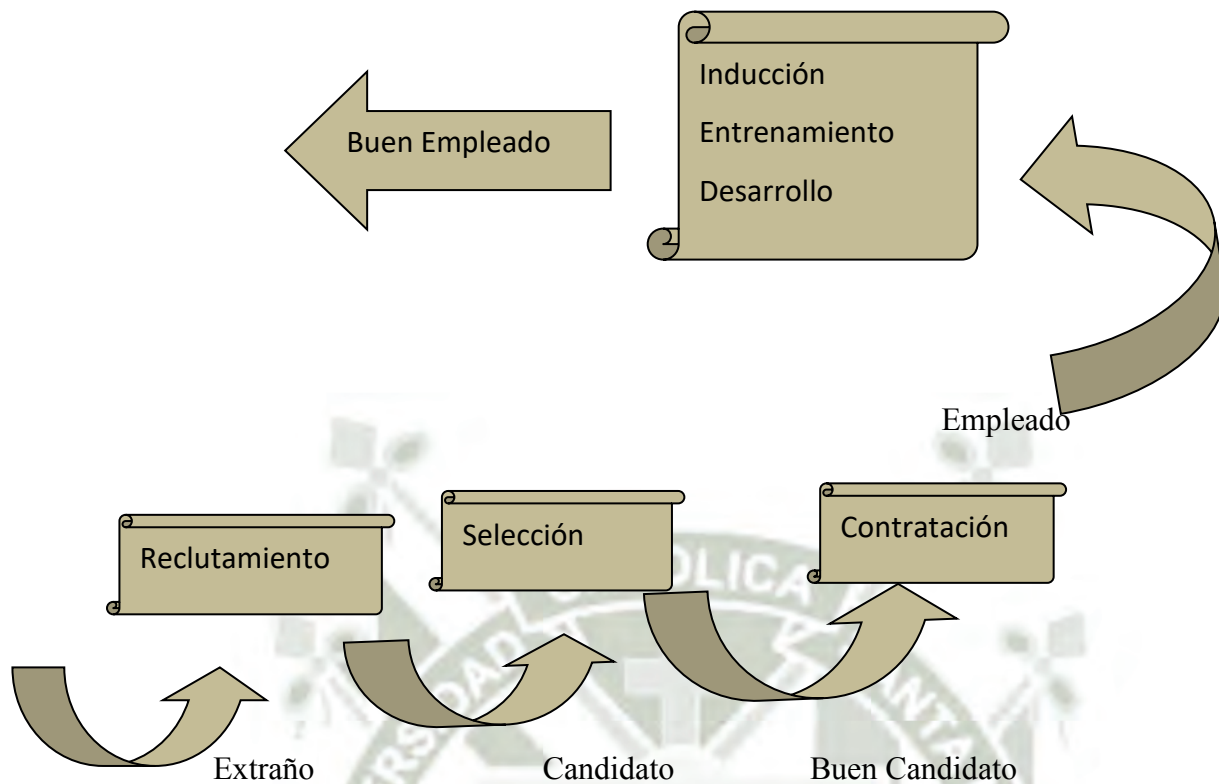 Inducción
Buen Empleado
Entrenamiento
Desarrollo
Empleado
Contratación
Selección
Reclutamiento
Extraño
Candidato
Buen Candidato